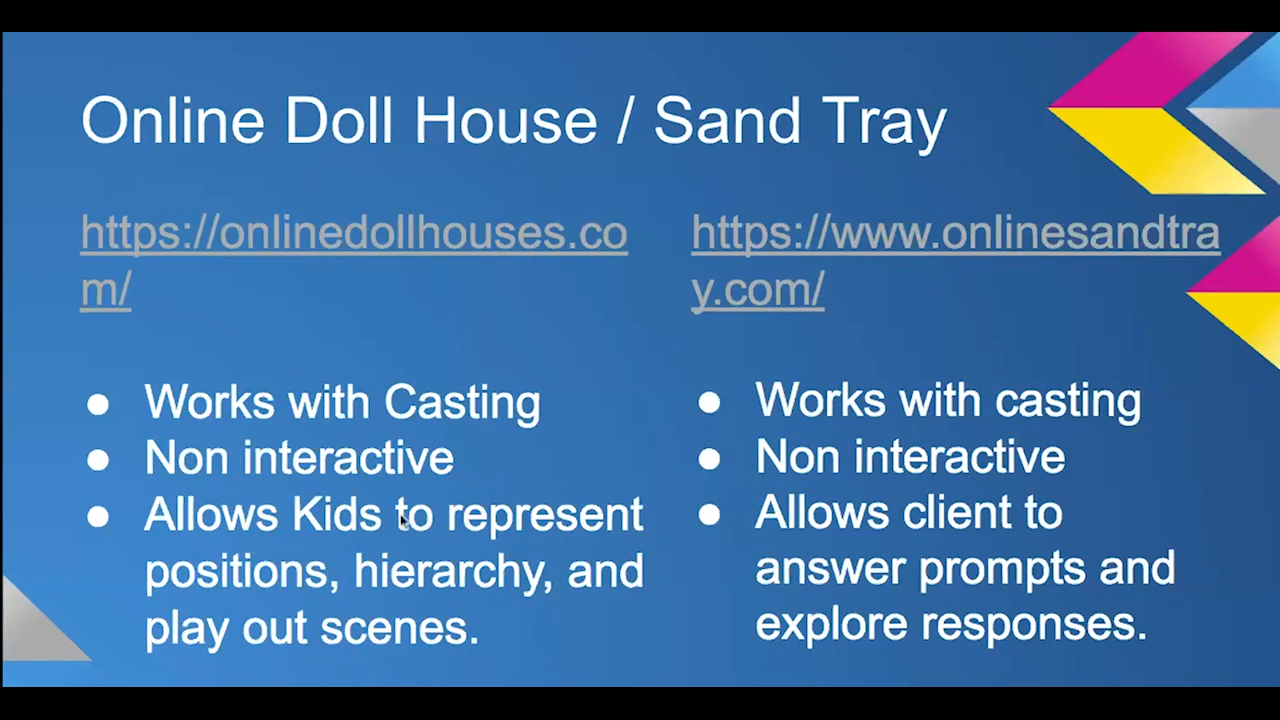 Online Doll House / Sand Tray
https://onlinedollhouses.co
m/
● Works with Casting
● Non interactive
● Allows Kids to represent
positions, hierarchy, and
play out scenes.
https://www.onlinesandtra
y.com/
● Works with casting
● Non interactive
● Allows client to
answer prompts and
explore responses.